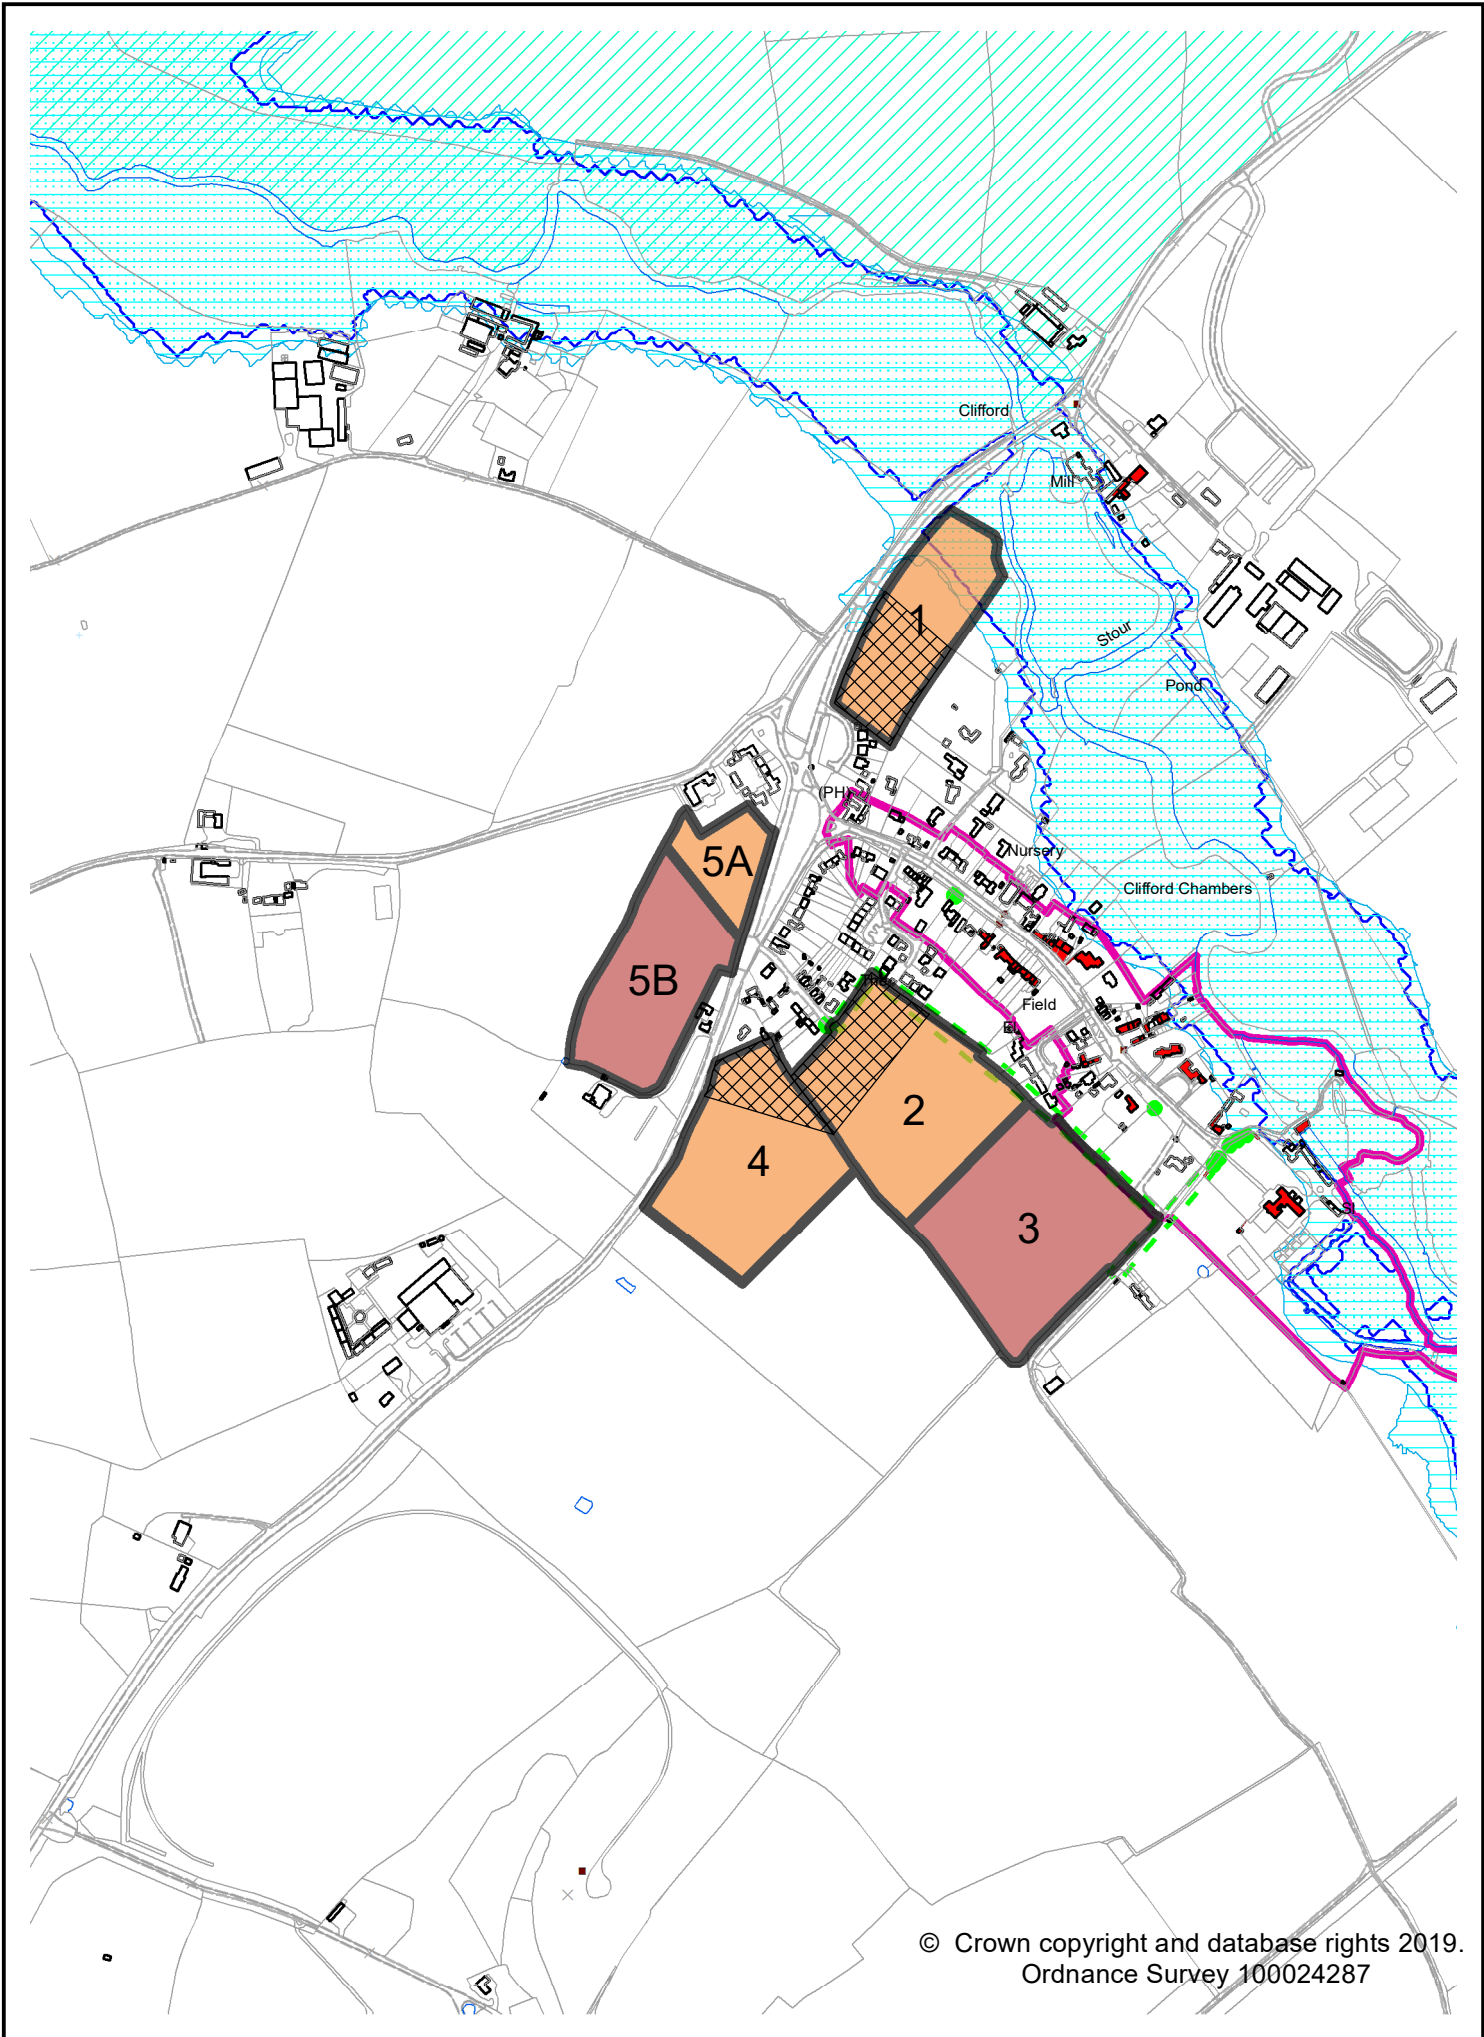 Clifford
Mill
1
Stour
Pond
(PH)
Nursery
5A
Clifford Chambers
5B
Field
2
4
3
© Crown copyright and database rights 2019.
Ordnance Survey 100024287